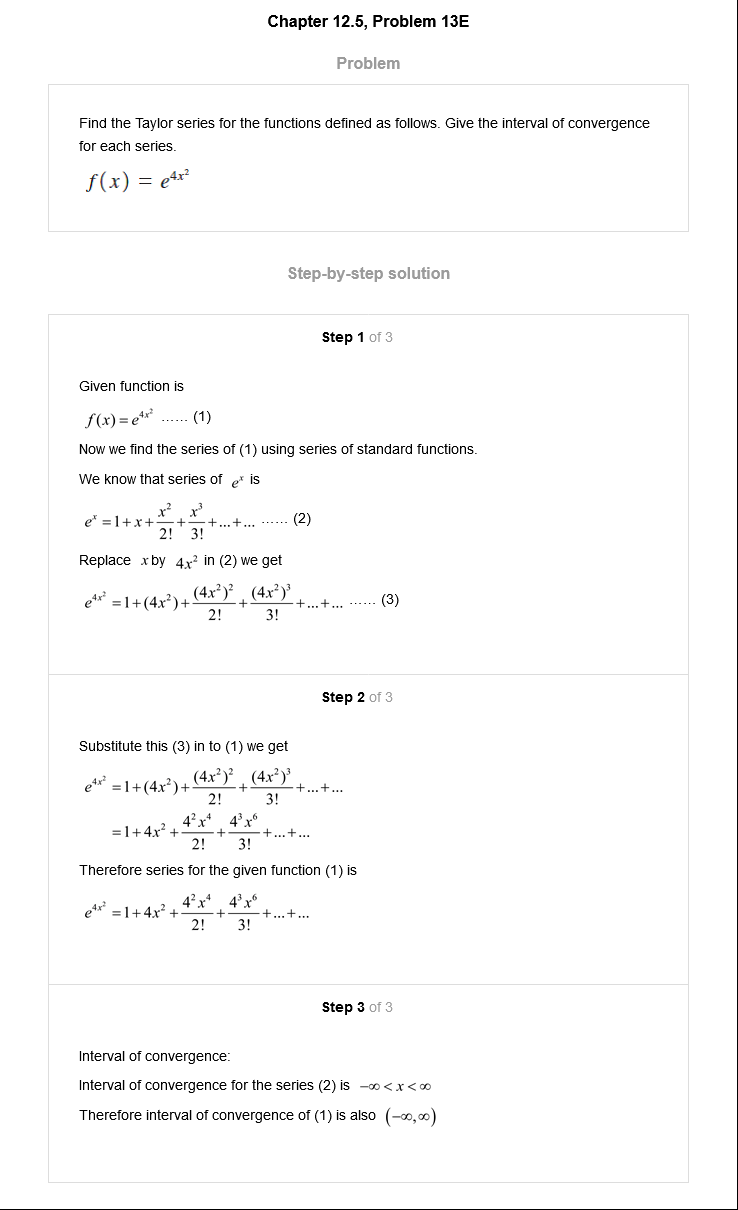 Chapter 12.5, Problem 13E
Problem
Find the Taylor series for the functions defined as follows. Give the interval of convergence
for each series.
f(x) = e^{4x^2}
Step-by-step solution
Step 1 of 3
Given function is
f(x) = e^{4x^2} ...... (1)
Now we find the series of (1) using series of standard functions.
We know that series of e^x is
e^x = 1 + x + \frac{x^2}{2!} + \frac{x^3}{3!} + ... + ... ...... (2)
Replace x by 4x^2 in (2) we get
e^{4x^2} = 1 + (4x^2) + \frac{(4x^2)^2}{2!} + \frac{(4x^2)^3}{3!} + ... + ... ...... (3)
Step 2 of 3
Substitute this (3) in to (1) we get
e^{4x^2} = 1 + (4x^2) + \frac{(4x^2)^2}{2!} + \frac{(4x^2)^3}{3!} + ... + ...
= 1 + 4x^2 + \frac{4^2 x^4}{2!} + \frac{4^3 x^6}{3!} + ... + ...
Therefore series for the given function (1) is
e^{4x^2} = 1 + 4x^2 + \frac{4^2 x^4}{2!} + \frac{4^3 x^6}{3!} + ... + ...
Step 3 of 3
Interval of convergence:
Interval of convergence for the series (2) is −∞ < x < ∞
Therefore interval of convergence of (1) is also (−∞, ∞)